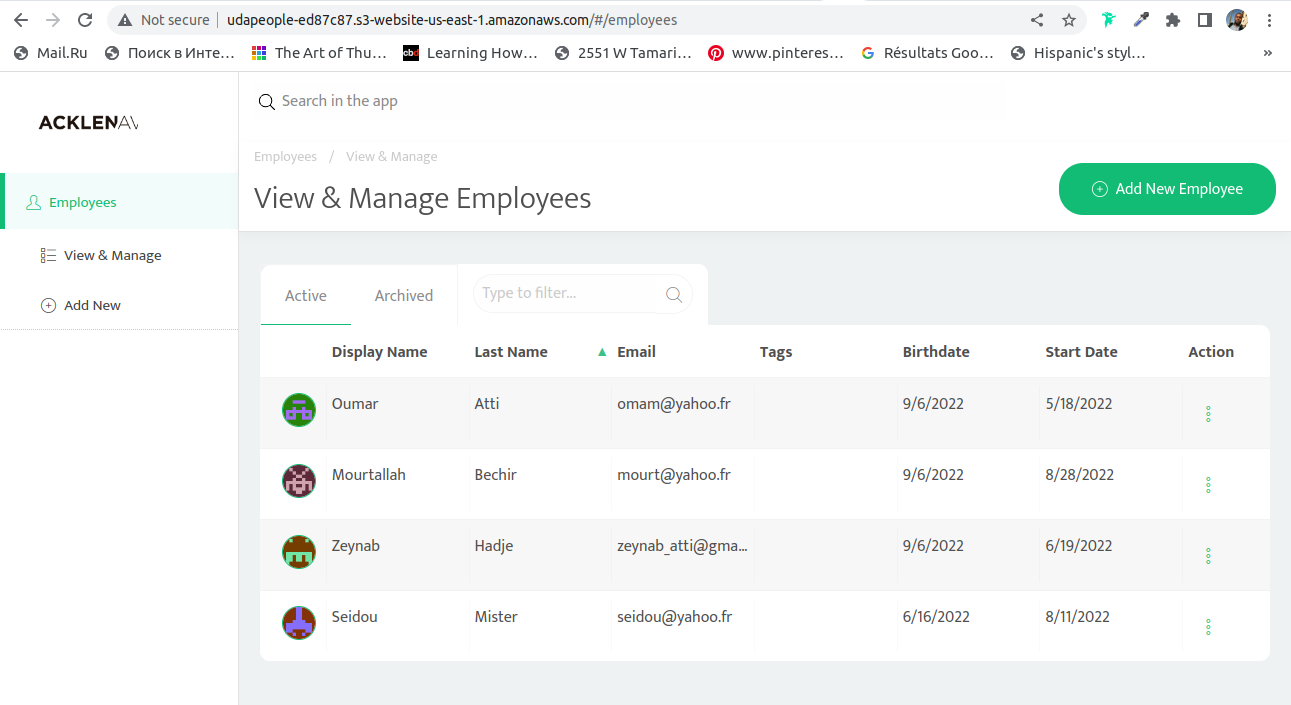 Not secure udapeople-ed87c87.s3-website-us-east-1.amazonaws.com/#/employees
Mail.Ru Поиск в Инте… The Art of Thu… cbd Learning How… 2551 W Tamari… www.pinteres… Résultats Goo… Hispanic's styl… »
ACKLENAV
Search in the app
Employees / View & Manage
View & Manage Employees
Add New Employee
Employees
View & Manage
Add New
Active Archived Type to filter...
Display Name Last Name Email Tags Birthdate Start Date Action
Oumar Atti omam@yahoo.fr 9/6/2022 5/18/2022
Mourtallah Bechir mourt@yahoo.fr 9/6/2022 8/28/2022
Zeynab Hadje zeynab_atti@gma... 9/6/2022 6/19/2022
Seidou Mister seidou@yahoo.fr 6/16/2022 8/11/2022